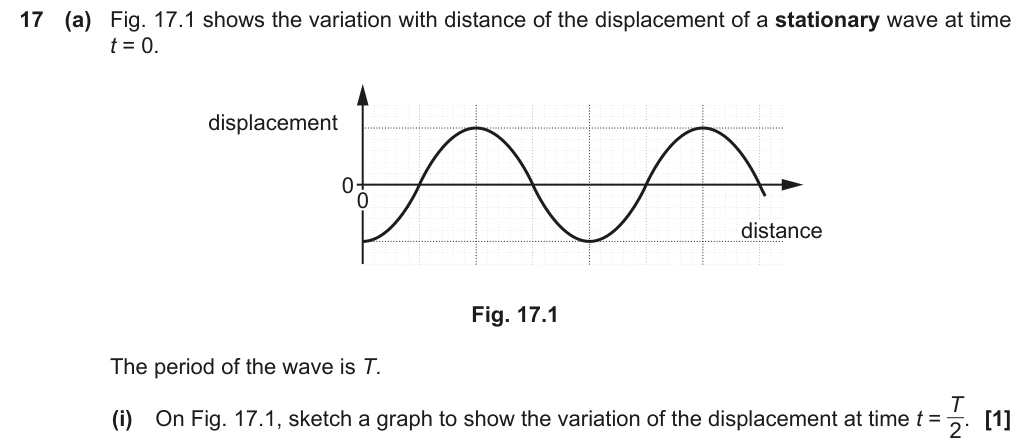 17 (a) Fig. 17.1 shows the variation with distance of the displacement of a stationary wave at time
t = 0.
displacement
0
0
distance
Fig. 17.1
The period of the wave is T.
(i) On Fig. 17.1, sketch a graph to show the variation of the displacement at time t = T/2. [1]